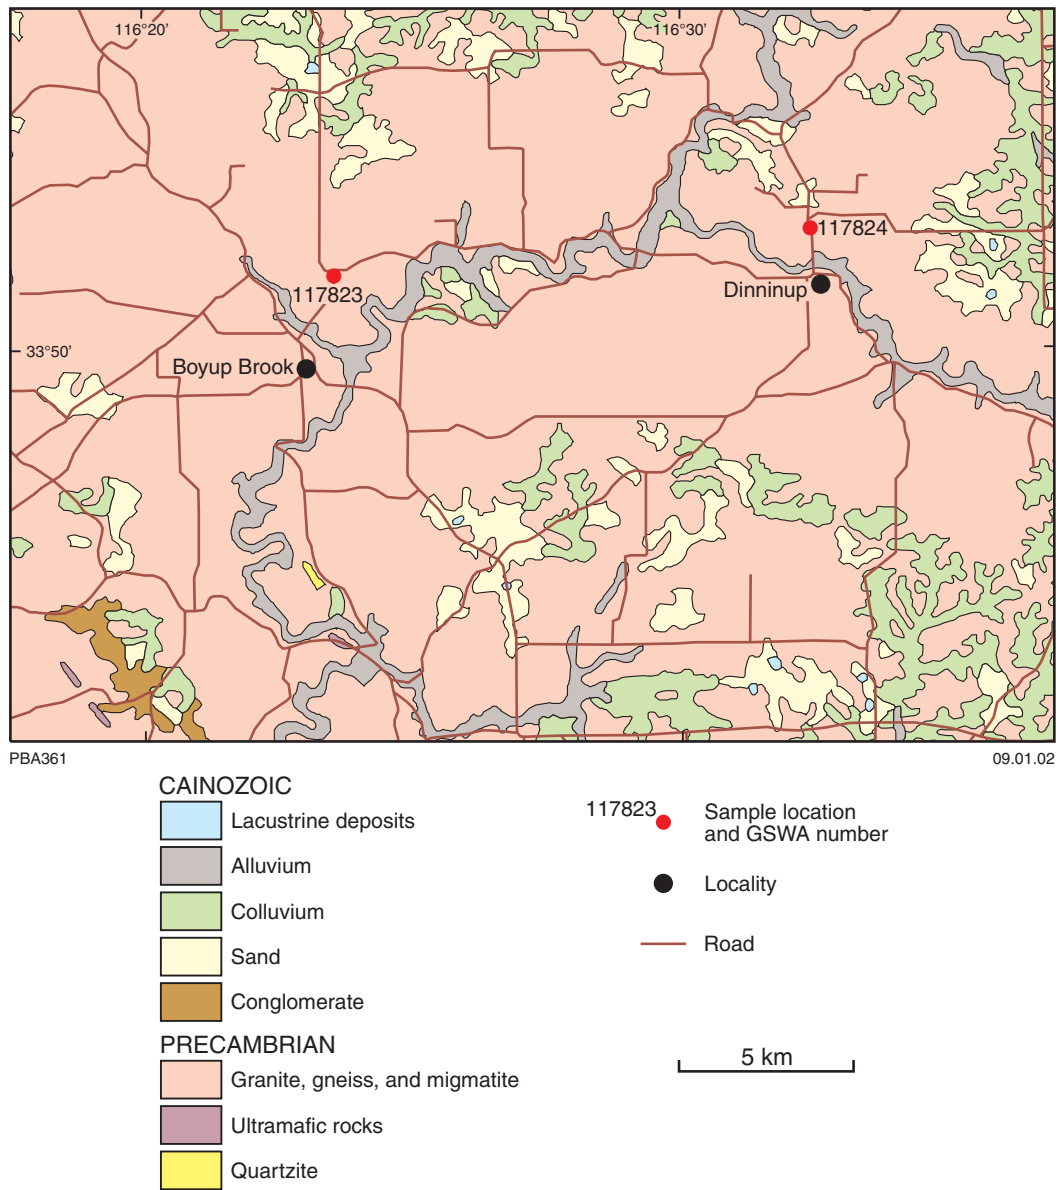 116°20'
116°30'
117824
117823
Dinninup
33°50'
Boyup Brook
PBA361
09.01.02
CAINOZOIC
Lacustrine deposits
Alluvium
Colluvium
Sand
Conglomerate
PRECAMBRIAN
Granite, gneiss, and migmatite
Ultramafic rocks
Quartzite
117823
Sample location
and GSWA number
Locality
Road
5 km